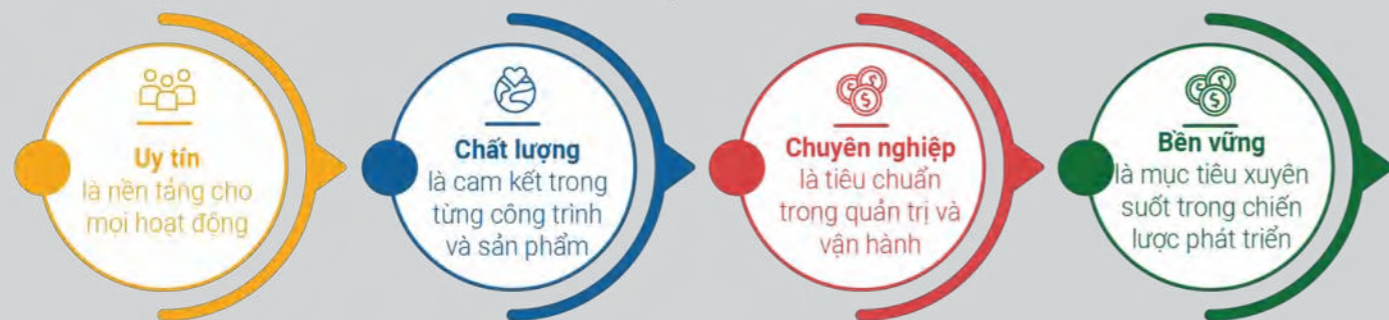 Uy tín
là nền tảng cho
mọi hoạt động
Chất lượng
là cam kết trong
từng công trình
và sản phẩm
Chuyên nghiệp
là tiêu chuẩn
trong quản trị và
vận hành
Bền vững
là mục tiêu xuyên
suốt trong chiến
lược phát triển